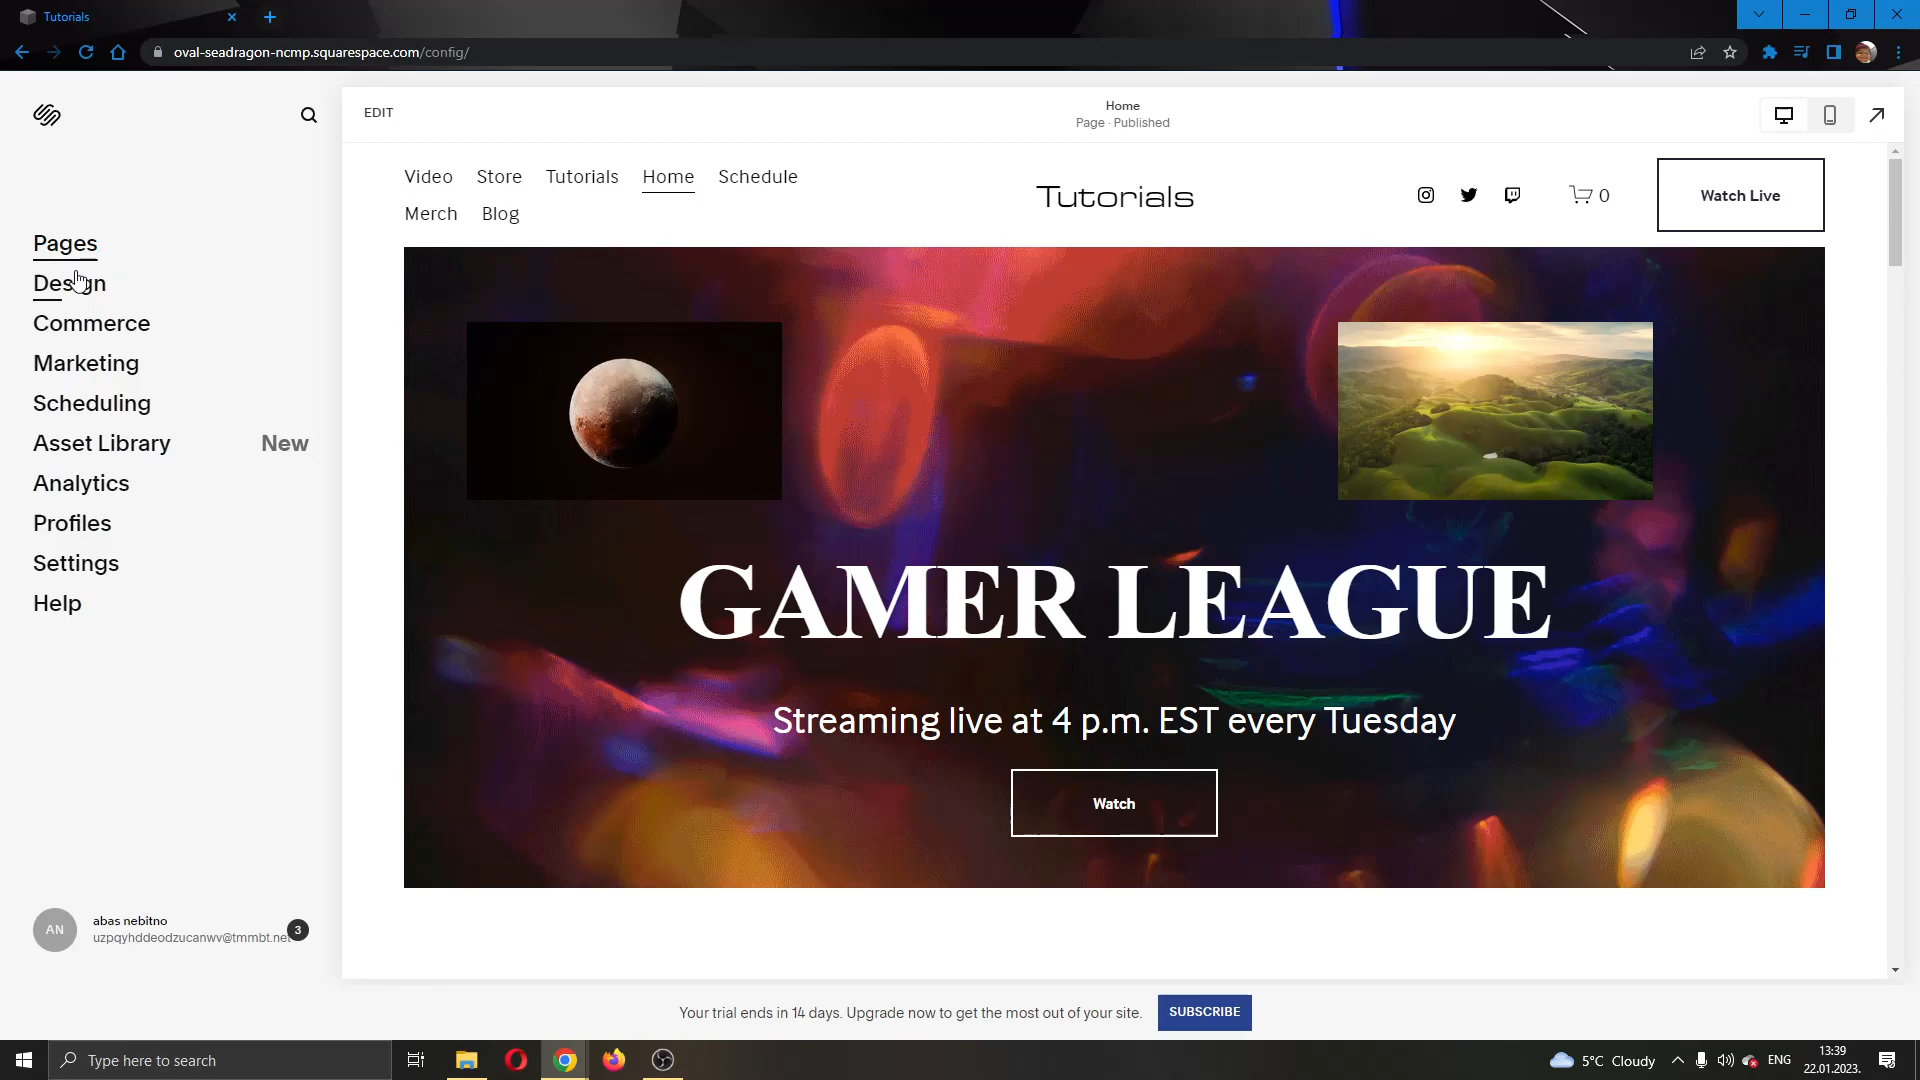 Tutorials
oval-seadragon-ncmp.squarespace.com/config/
EDIT
Home
Page · Published
Pages
Design
Commerce
Marketing
Scheduling
Asset Library New
Analytics
Profiles
Settings
Help
AN
abas nebitno
uzpqyhddeodzucanwv@tmmbt.net
3
Video Store Tutorials Home Schedule
Merch Blog
Tutorials
0
Watch Live
GAMER LEAGUE
Streaming live at 4 p.m. EST every Tuesday
Watch
Your trial ends in 14 days. Upgrade now to get the most out of your site.
SUBSCRIBE
Type here to search
5°C Cloudy
ENG
13:39
22.01.2023.